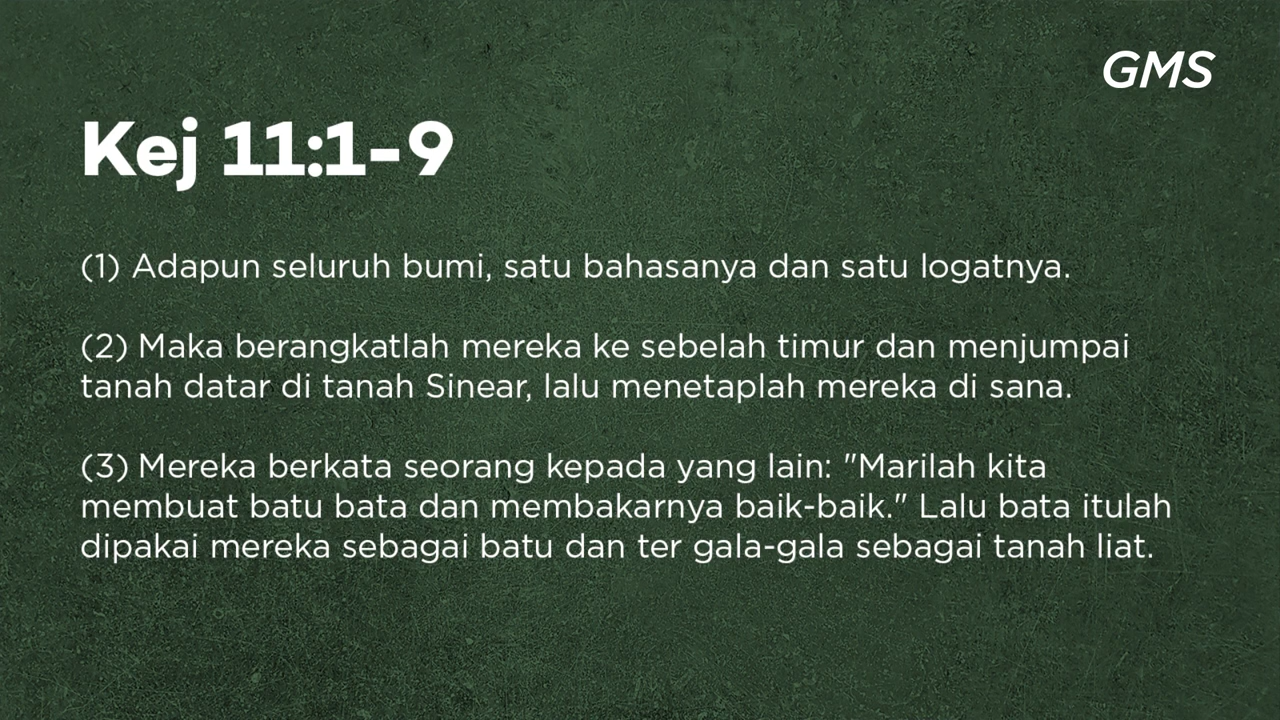 GMS
Kej 11:1-9
(1) Adapun seluruh bumi, satu bahasanya dan satu logatnya.
(2) Maka berangkatlah mereka ke sebelah timur dan menjumpai
tanah datar di tanah Sinear, lalu menetaplah mereka di sana.
(3) Mereka berkata seorang kepada yang lain: "Marilah kita
membuat batu bata dan membakarnya baik-baik." Lalu bata itulah
dipakai mereka sebagai batu dan ter gala-gala sebagai tanah liat.